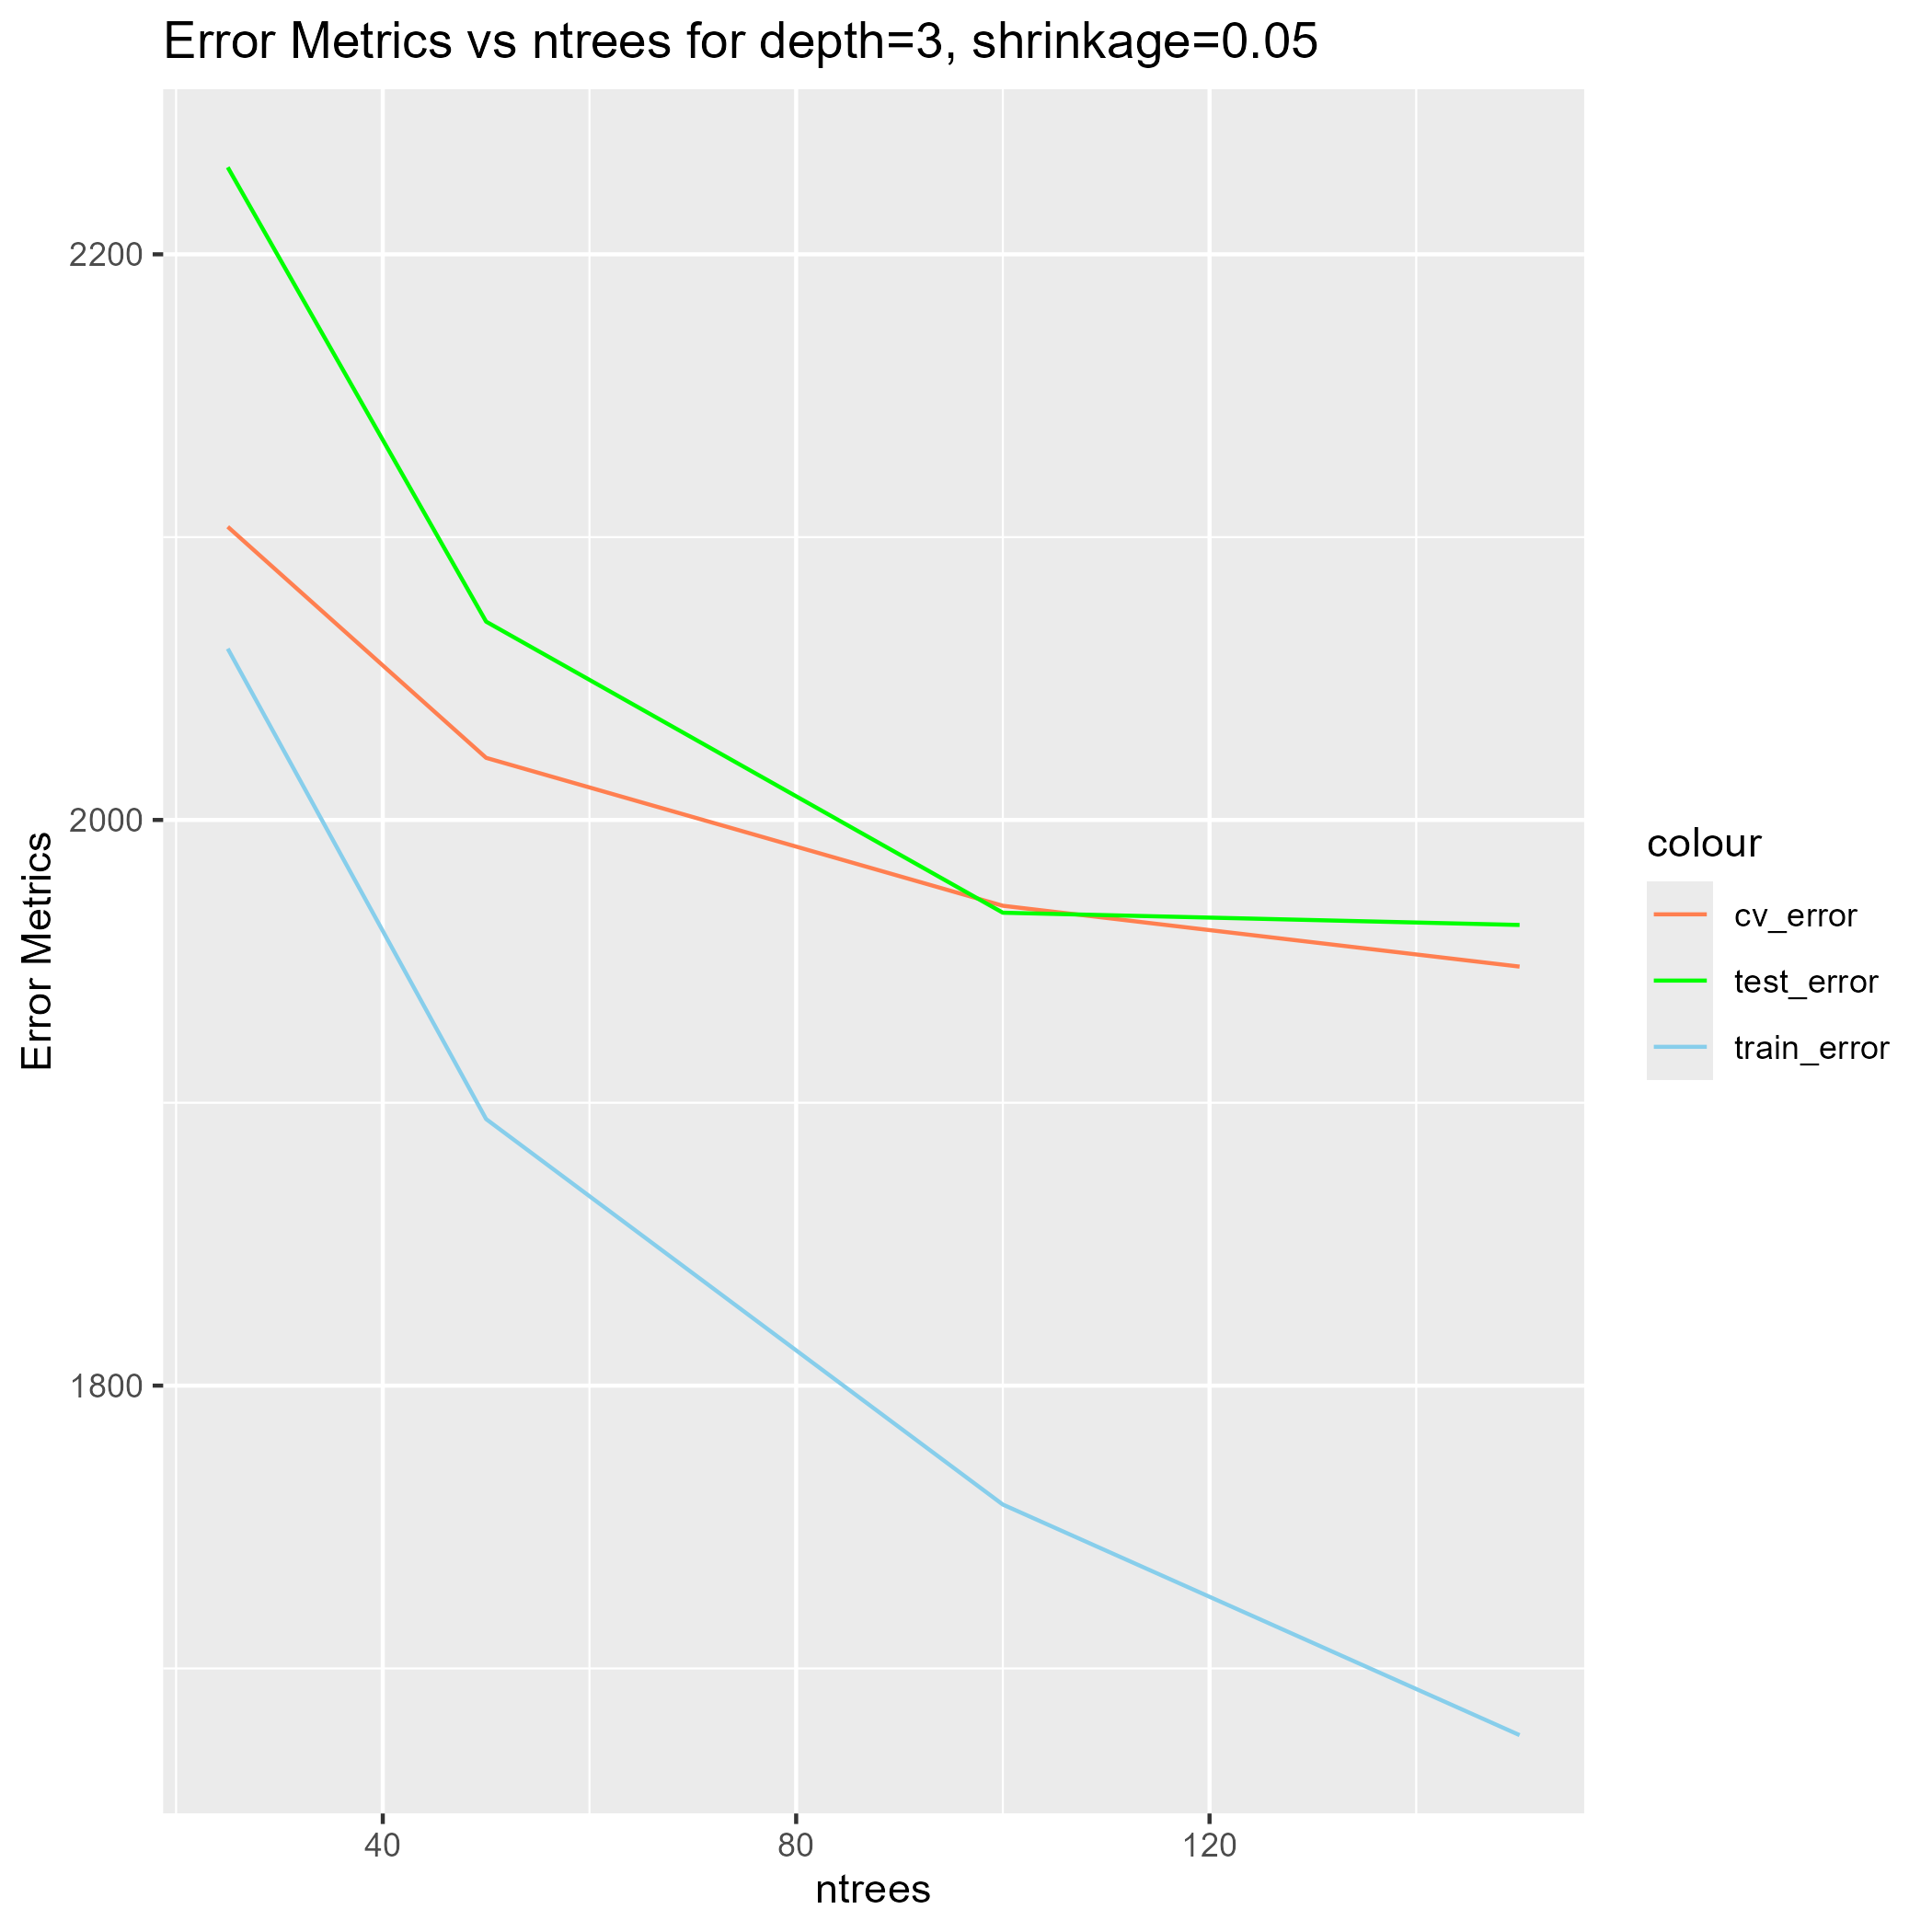 Error Metrics vs ntrees for depth=3, shrinkage=0.05
Error Metrics
2200
2000
1800
40
80
120
ntrees
colour
cv_error
test_error
train_error